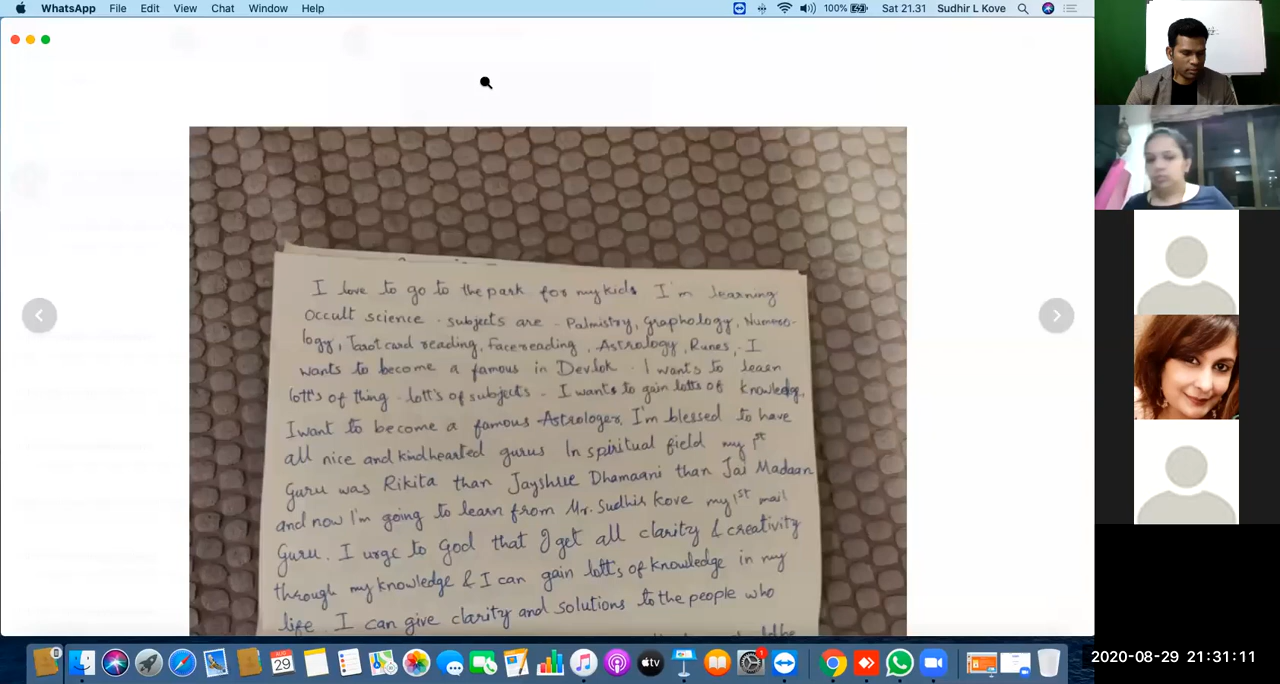 WhatsApp File Edit View Chat Window Help 100% Sat 21.31 Sudhir L Kove
I love to go to the park for my kids I'm learning
Occult science . subjects are - Palmistry, Graphology, Numero-
logy, Tarot card reading, Face reading , Astrology, Runes, I
wants to become a famous in Devlok . I wants to learn
lott's of thing - lott's of subjects - I wants to gain lotts of knowledge,
I want to become a famous Astrologer. I'm blessed to have
all nice and kindhearted gurus In spiritual field my 1st
Guru was Rikita than Jayshree Dhamaani than Jai Madaan
and now I'm going to learn from Mr. Sudhir Kove my 1st mail
Guru. I urge to God that I get all clarity & creativity
through my knowledge & I can gain lott's of knowledge in my
life. I can give clarity and solutions to the people who
AUG
29
tv
1
2020-08-29 21:31:11